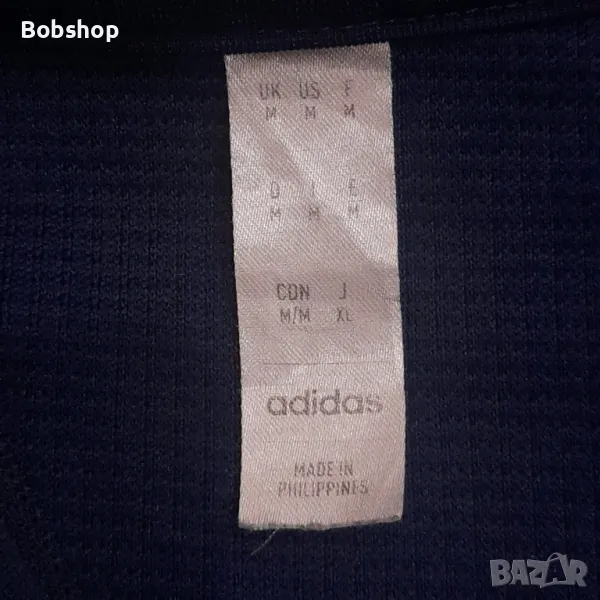 Bobshop
UK US F
M M M
D I E
M M M
CDN J
M/M XL
adidas
MADE IN
PHILIPPINES
BAZAR